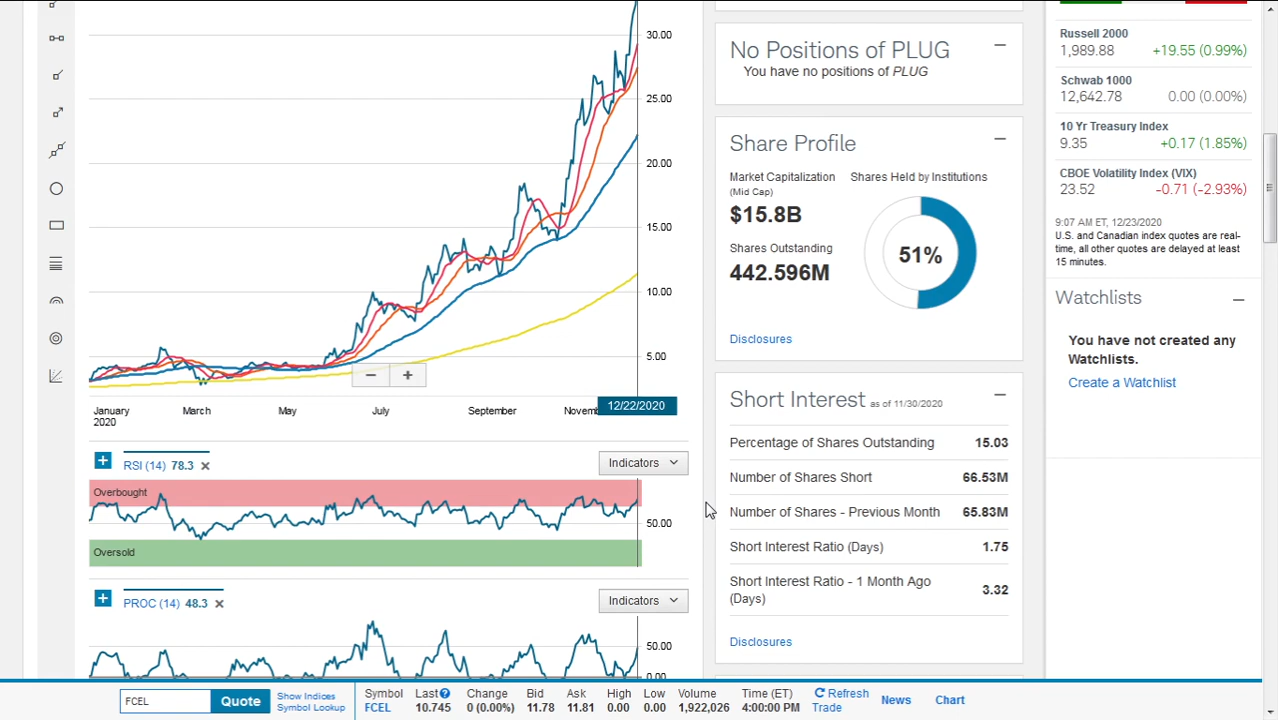 30.00
25.00
20.00
15.00
10.00
5.00
January
2020
March
May
July
September
Novemb
12/22/2020
RSI (14) 78.3
Indicators
Overbought
50.00
Oversold
PROC (14) 48.3
Indicators
50.00
0.00
No Positions of PLUG
You have no positions of PLUG
Share Profile
Market Capitalization
(Mid Cap)
$15.8B
Shares Outstanding
442.596M
Shares Held by Institutions
51%
Disclosures
Short Interest as of 11/30/2020
Percentage of Shares Outstanding 15.03
Number of Shares Short 66.53M
Number of Shares - Previous Month 65.83M
Short Interest Ratio (Days) 1.75
Short Interest Ratio - 1 Month Ago
(Days) 3.32
Disclosures
Russell 2000
1,989.88 +19.55 (0.99%)
Schwab 1000
12,642.78 0.00 (0.00%)
10 Yr Treasury Index
9.35 +0.17 (1.85%)
CBOE Volatility Index (VIX)
23.52 -0.71 (-2.93%)
9:07 AM ET, 12/23/2020
U.S. and Canadian index quotes are real-
time, all other quotes are delayed at least
15 minutes.
Watchlists
You have not created any
Watchlists.
Create a Watchlist
FCEL
Quote
Show Indices
Symbol Lookup
Symbol Last Change Bid Ask High Low Volume Time (ET) Refresh
FCEL 10.745 0 (0.00%) 11.78 11.81 0.00 0.00 1,922,026 4:00:00 PM Trade
News
Chart